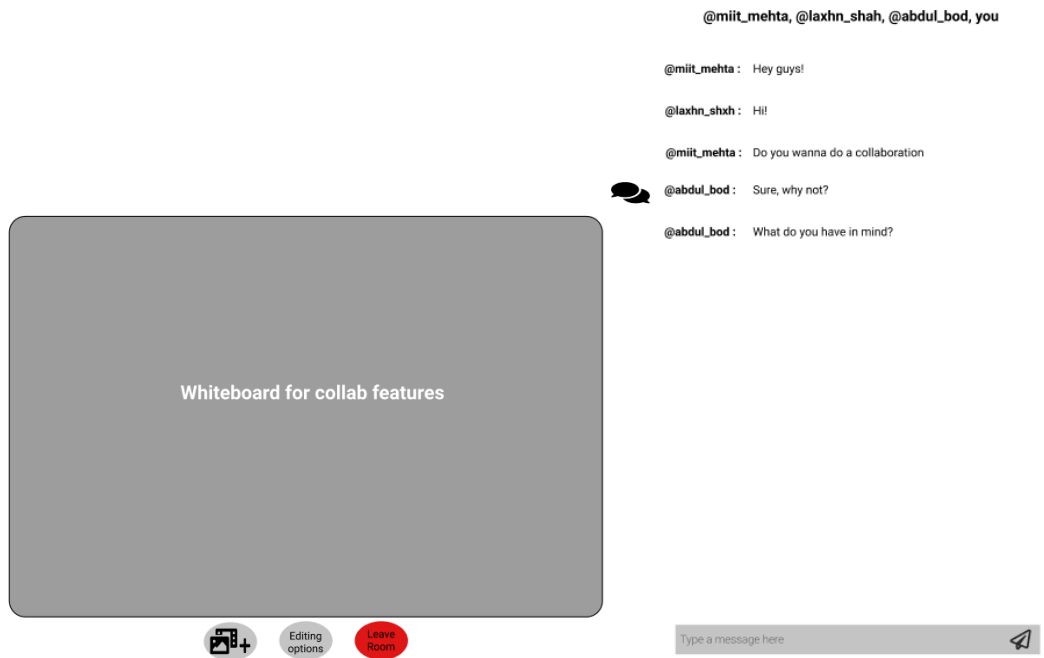 @miit_mehta, @laxhn_shah, @abdul_bod, you
@miit_mehta : Hey guys!
@laxhn_shxh : Hi!
@miit_mehta : Do you wanna do a collaboration
@abdul_bod : Sure, why not?
@abdul_bod : What do you have in mind?
Whiteboard for collab features
Editing
options
Leave
Room
Type a message here